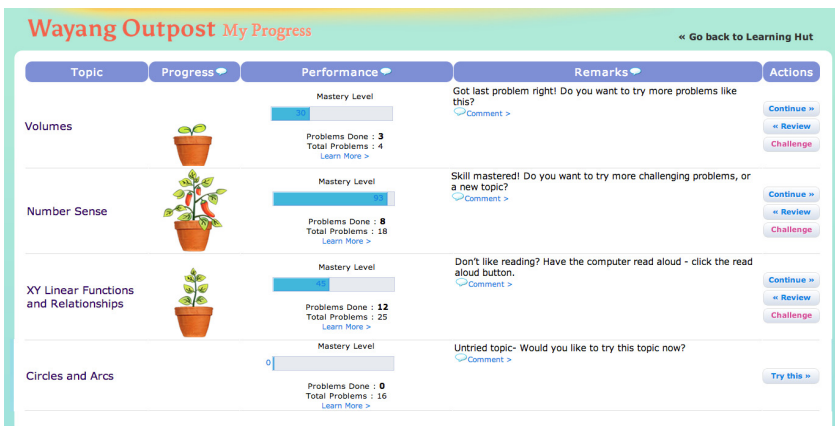 Wayang Outpost My Progress
« Go back to Learning Hut
Topic Progress Performance Remarks Actions
Volumes
Mastery Level
30
Problems Done : 3
Total Problems : 4
Learn More >
Got last problem right! Do you want to try more problems like
this?
Comment >
Continue »
« Review
Challenge
Number Sense
Mastery Level
93
Problems Done : 8
Total Problems : 18
Learn More >
Skill mastered! Do you want to try more challenging problems, or
a new topic?
Comment >
Continue »
« Review
Challenge
XY Linear Functions
and Relationships
Mastery Level
45
Problems Done : 12
Total Problems : 25
Learn More >
Don't like reading? Have the computer read aloud - click the read
aloud button.
Comment >
Continue »
« Review
Challenge
Circles and Arcs
Mastery Level
0
Problems Done : 0
Total Problems : 16
Learn More >
Untried topic- Would you like to try this topic now?
Comment >
Try this »